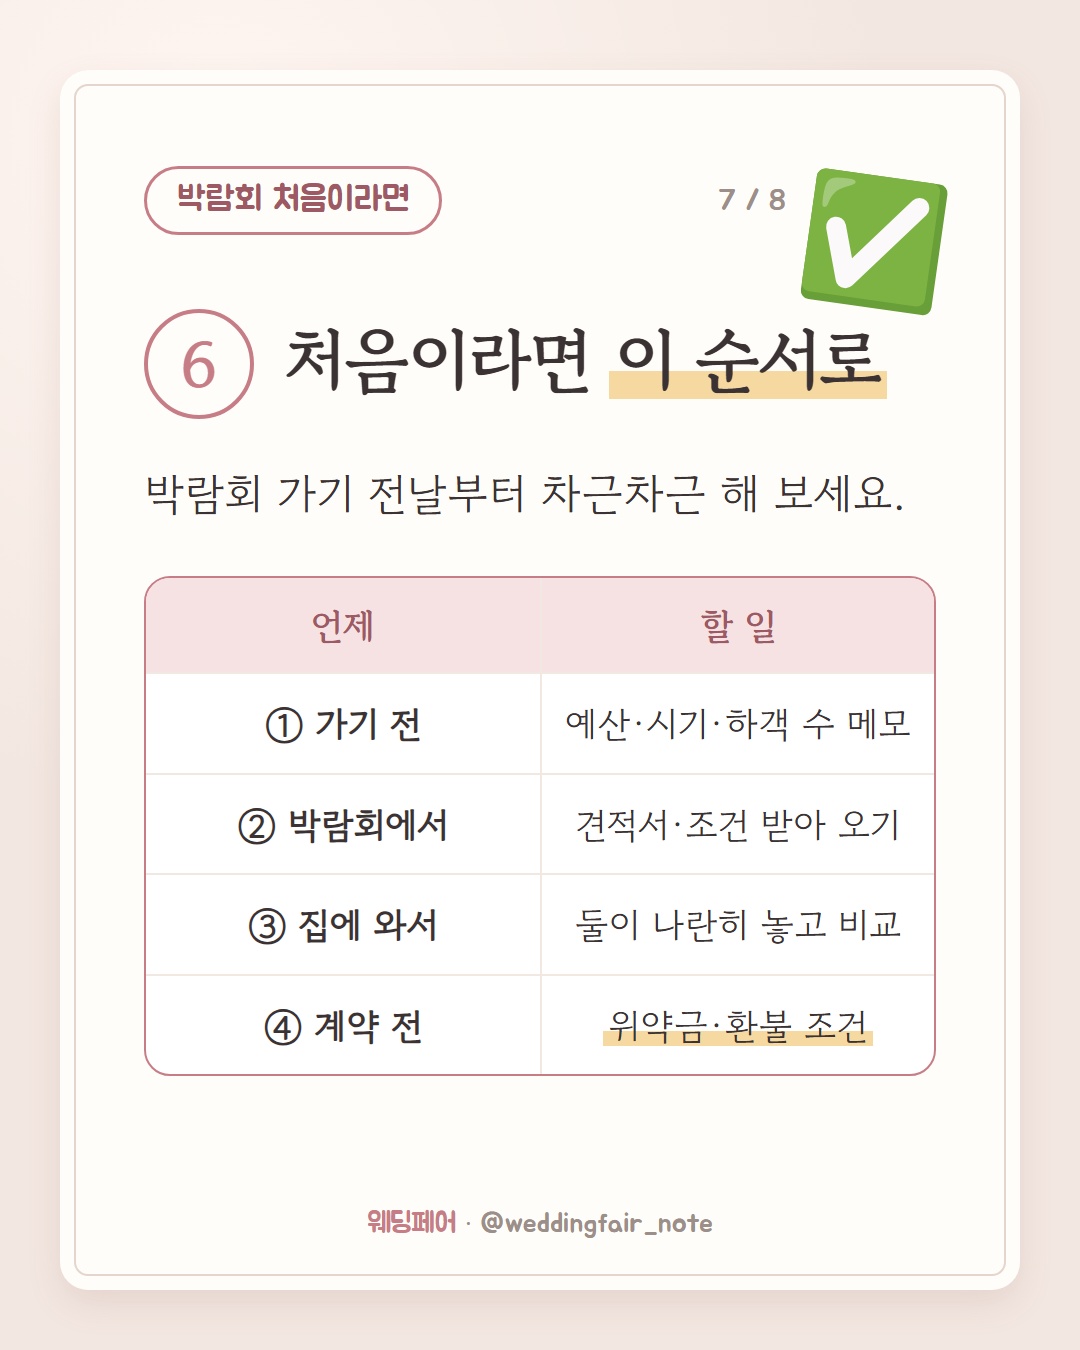 박람회 처음이라면
7 / 8
6 처음이라면 이 순서로
박람회 가기 전날부터 차근차근 해 보세요.
언제 할 일
① 가기 전 예산·시기·하객 수 메모
② 박람회에서 견적서·조건 받아 오기
③ 집에 와서 둘이 나란히 놓고 비교
④ 계약 전 위약금·환불 조건
웨딩페어 · @weddingfair_note